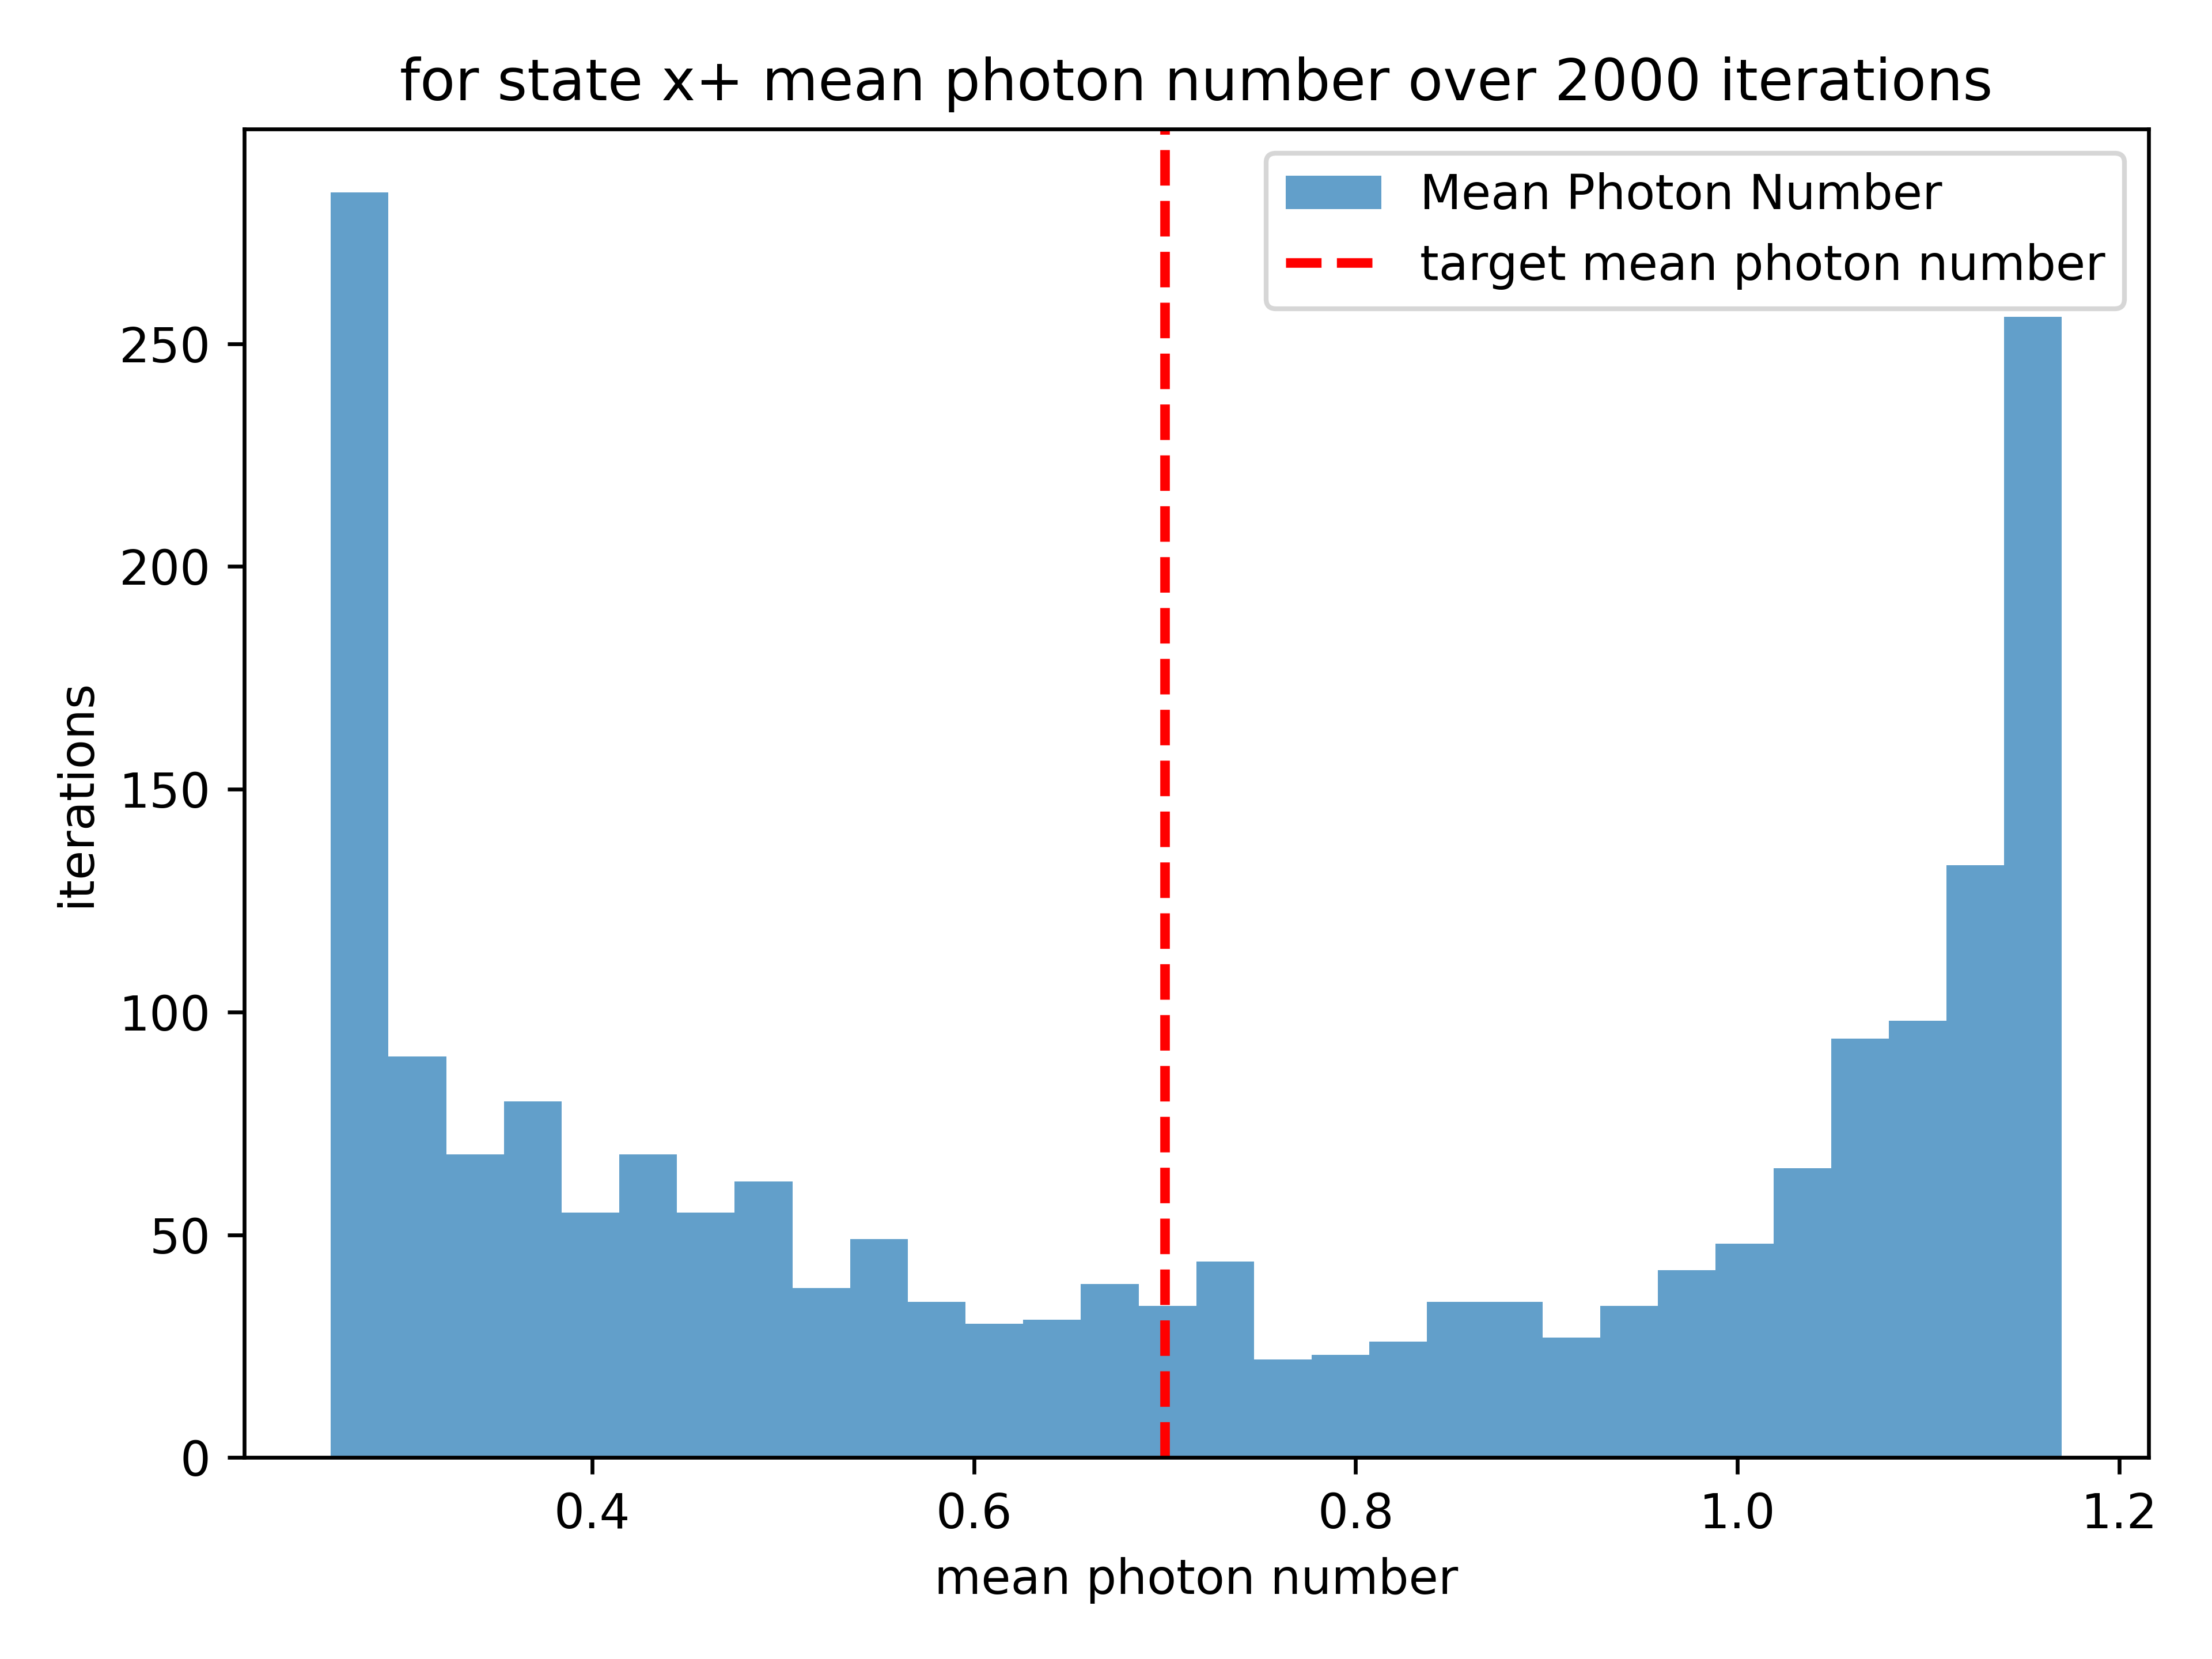 for state x+ mean photon number over 2000 iterations
Mean Photon Number
target mean photon number
250
200
150
100
50
0
iterations
0.4
0.6
0.8
1.0
1.2
mean photon number